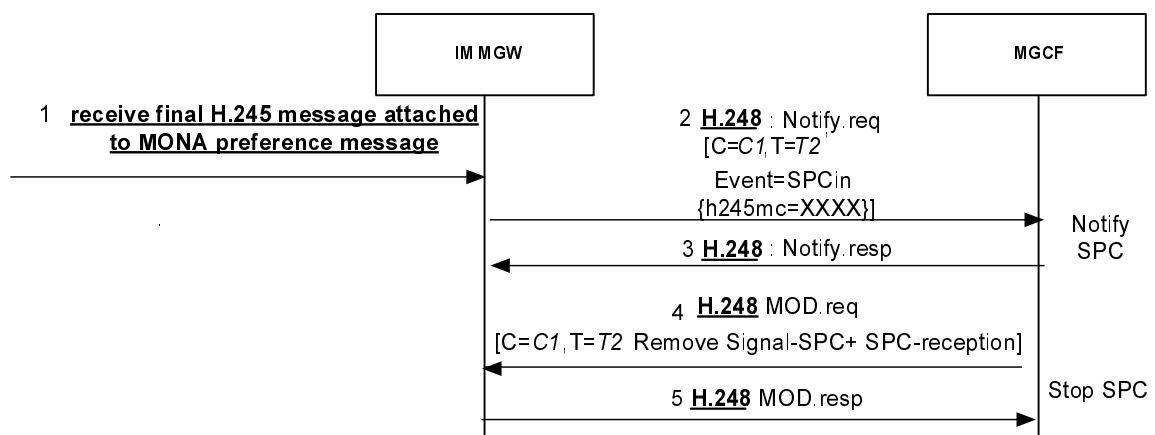 IM MGW
MGCF
1 receive final H.245 message attached
to MONA preference message
2 H.248 : Notify.req
[C=C1,T=T2,
Event=SPCin
{h245mc=XXXX}]
Notify
SPC
3 H.248 : Notify.resp
4 H.248 MOD.req
[C=C1,T=T2 Remove Signal-SPC+ SPC-reception]
Stop SPC
5 H.248 MOD.resp